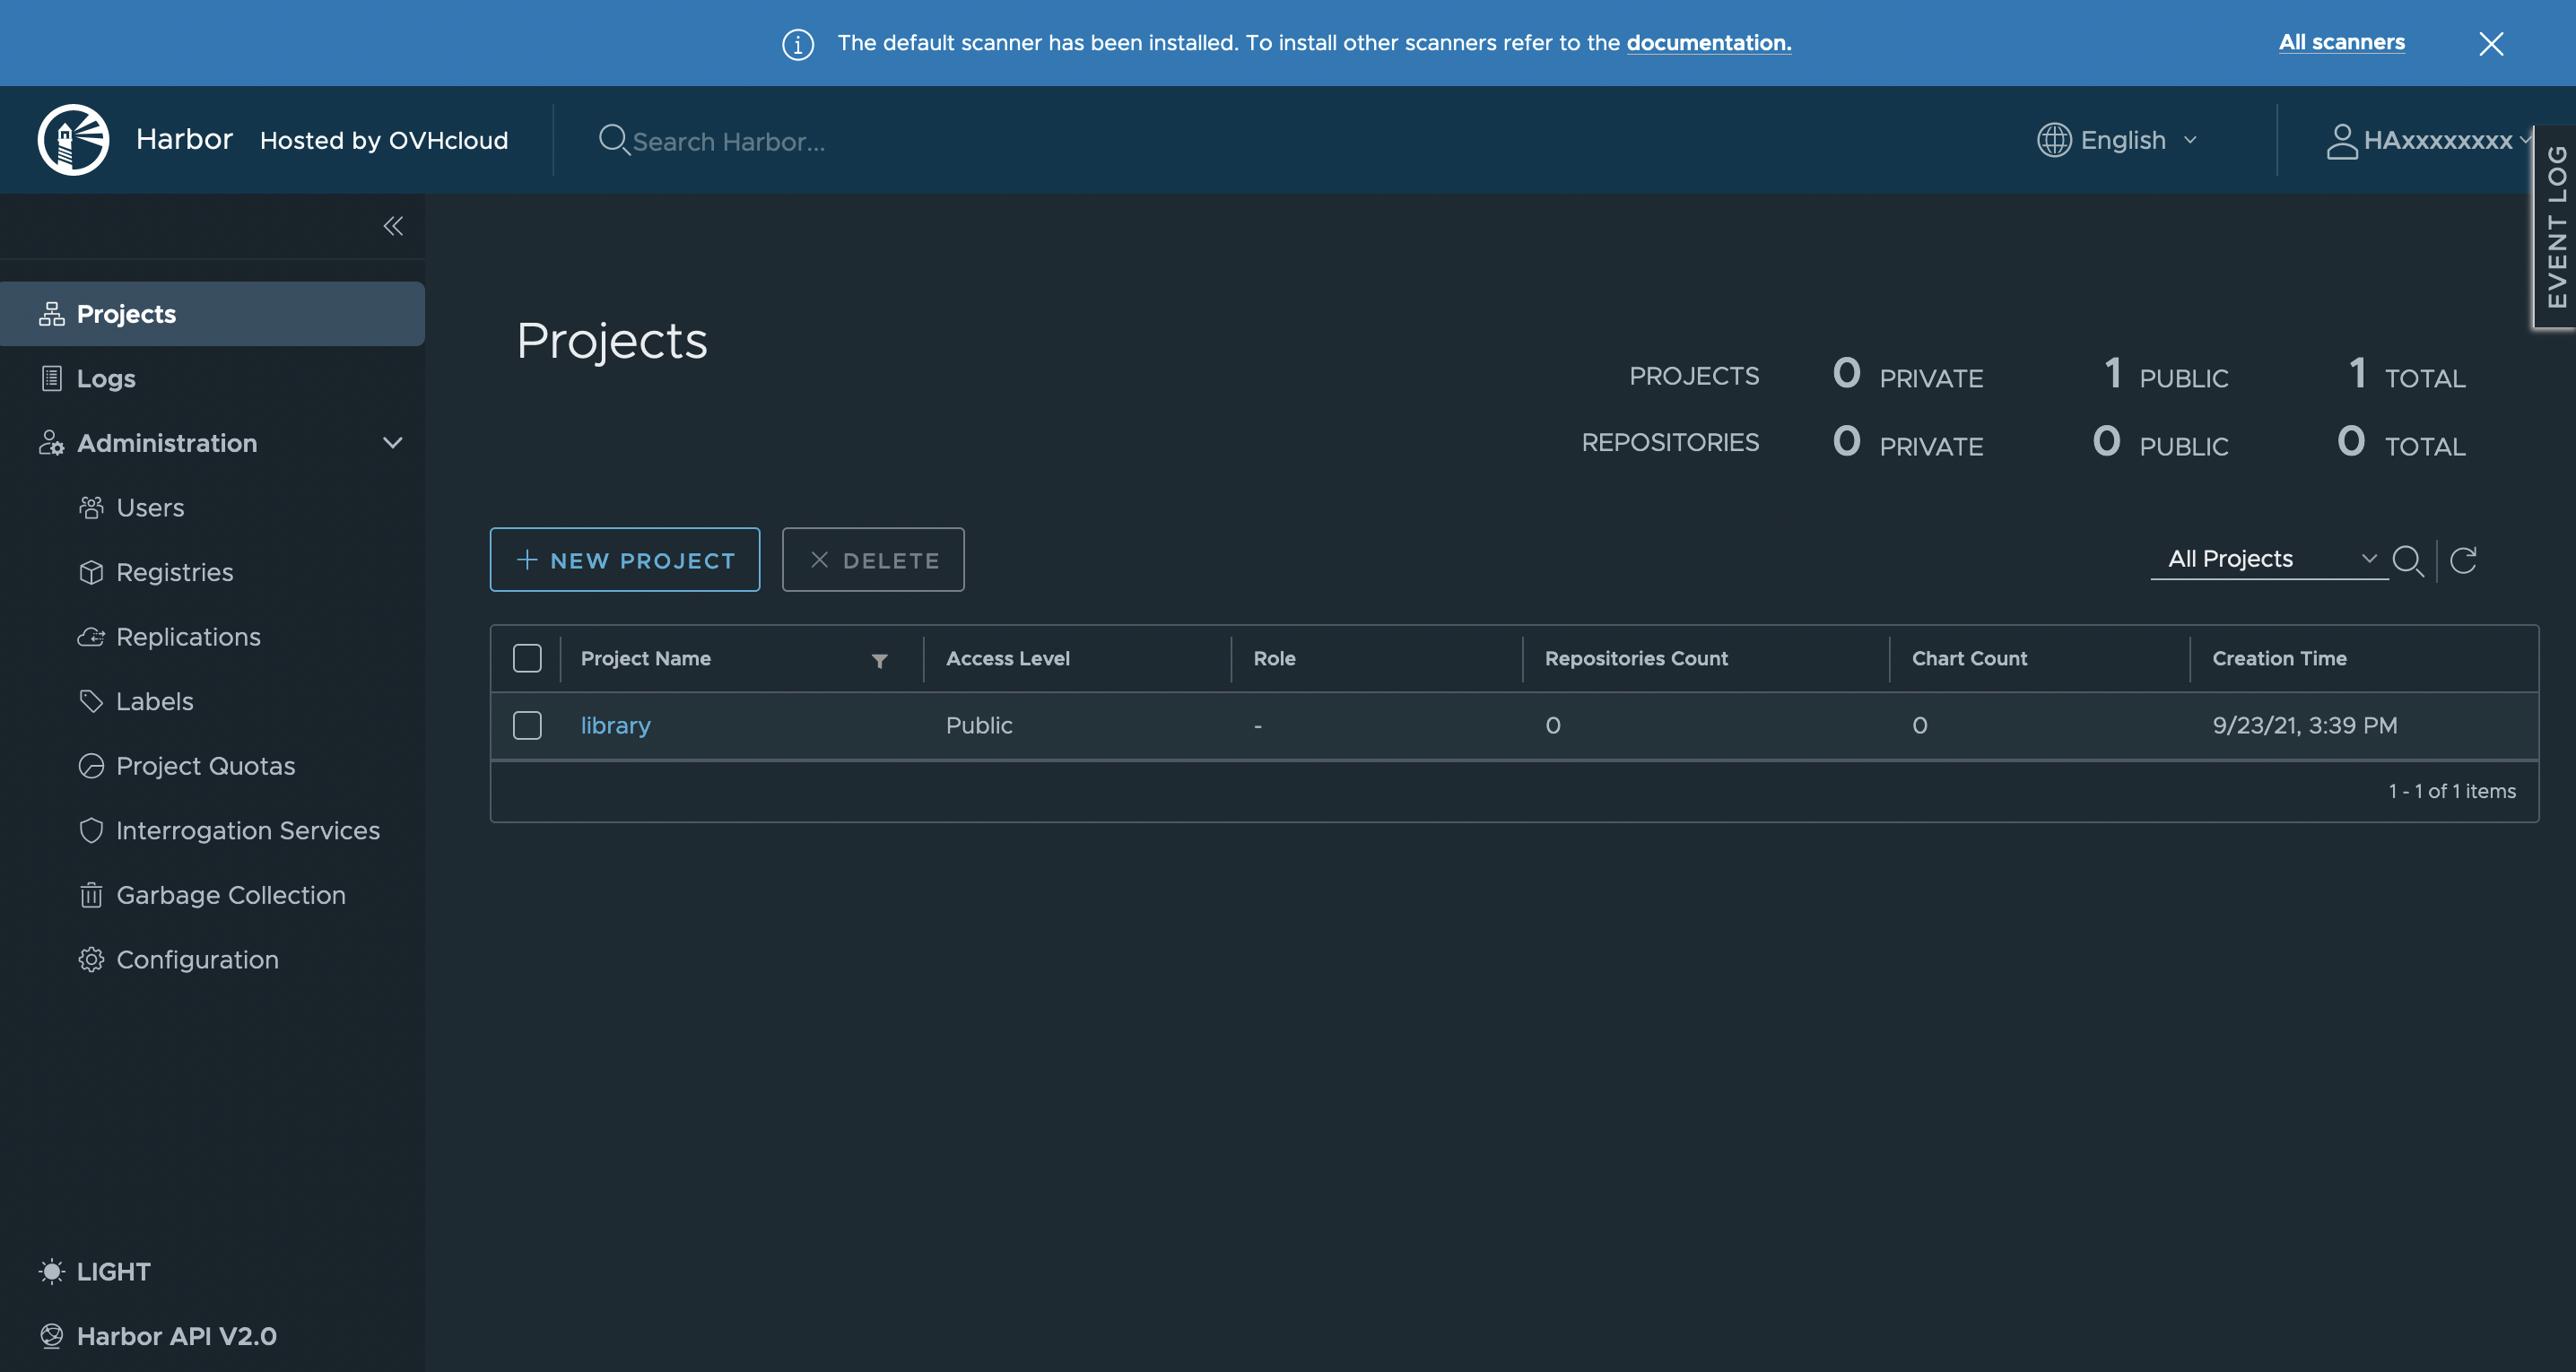 The default scanner has been installed. To install other scanners refer to the documentation.
All scanners
Harbor Hosted by OVHcloud
Search Harbor...
English
HAxxxxxxxxx
EVENT LOG
Projects
Logs
Administration
Users
Registries
Replications
Labels
Project Quotas
Interrogation Services
Garbage Collection
Configuration
LIGHT
Harbor API V2.0
Projects
PROJECTS 0 PRIVATE 1 PUBLIC 1 TOTAL
REPOSITORIES 0 PRIVATE 0 PUBLIC 0 TOTAL
+ NEW PROJECT × DELETE
All Projects
Project Name Access Level Role Repositories Count Chart Count Creation Time
library Public - 0 0 9/23/21, 3:39 PM
1 - 1 of 1 items